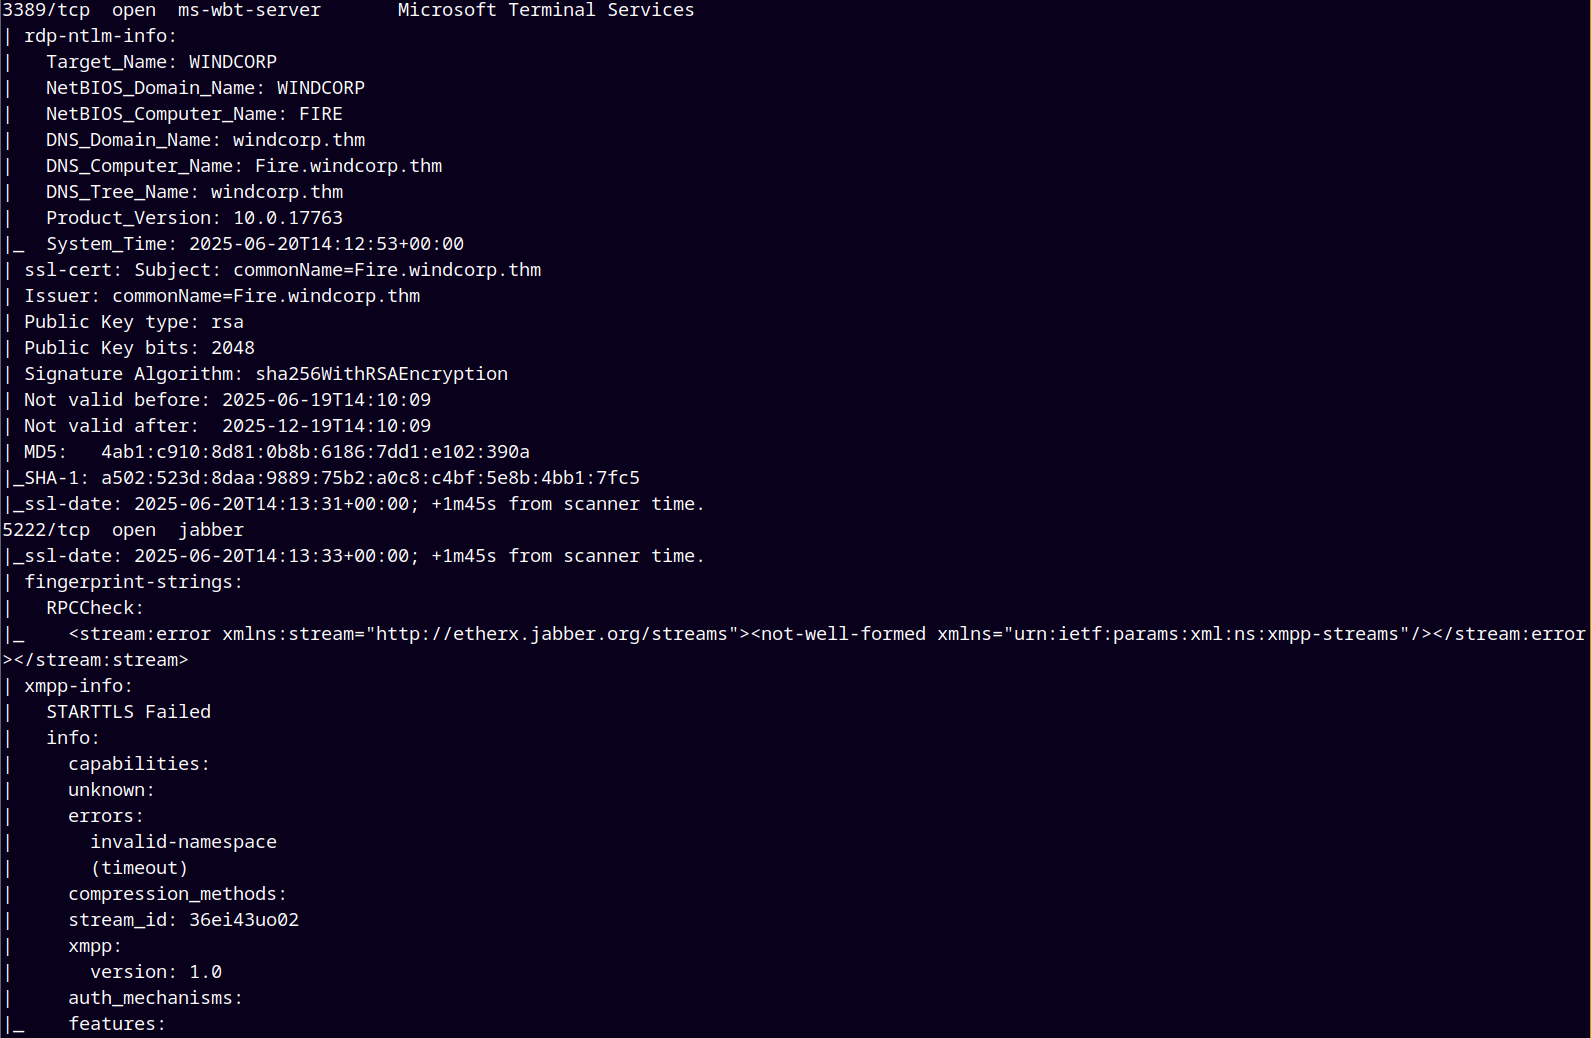 3389/tcp  open  ms-wbt-server       Microsoft Terminal Services
| rdp-ntlm-info:
|   Target_Name: WINDCORP
|   NetBIOS_Domain_Name: WINDCORP
|   NetBIOS_Computer_Name: FIRE
|   DNS_Domain_Name: windcorp.thm
|   DNS_Computer_Name: Fire.windcorp.thm
|   DNS_Tree_Name: windcorp.thm
|   Product_Version: 10.0.17763
|_  System_Time: 2025-06-20T14:12:53+00:00
| ssl-cert: Subject: commonName=Fire.windcorp.thm
| Issuer: commonName=Fire.windcorp.thm
| Public Key type: rsa
| Public Key bits: 2048
| Signature Algorithm: sha256WithRSAEncryption
| Not valid before: 2025-06-19T14:10:09
| Not valid after:  2025-12-19T14:10:09
| MD5:   4ab1:c910:8d81:0b8b:6186:7dd1:e102:390a
|_SHA-1: a502:523d:8daa:9889:75b2:a0c8:c4bf:5e8b:4bb1:7fc5
|_ssl-date: 2025-06-20T14:13:31+00:00; +1m45s from scanner time.
5222/tcp  open  jabber
|_ssl-date: 2025-06-20T14:13:33+00:00; +1m45s from scanner time.
| fingerprint-strings:
|   RPCCheck:
|_    <stream:error xmlns:stream="http://etherx.jabber.org/streams"><not-well-formed xmlns="urn:ietf:params:xml:ns:xmpp-streams"/></stream:error
></stream:stream>
| xmpp-info:
|   STARTTLS Failed
|   info:
|     capabilities:
|     unknown:
|     errors:
|       invalid-namespace
|       (timeout)
|     compression_methods:
|     stream_id: 36ei43uo02
|     xmpp:
|       version: 1.0
|     auth_mechanisms:
|_    features: